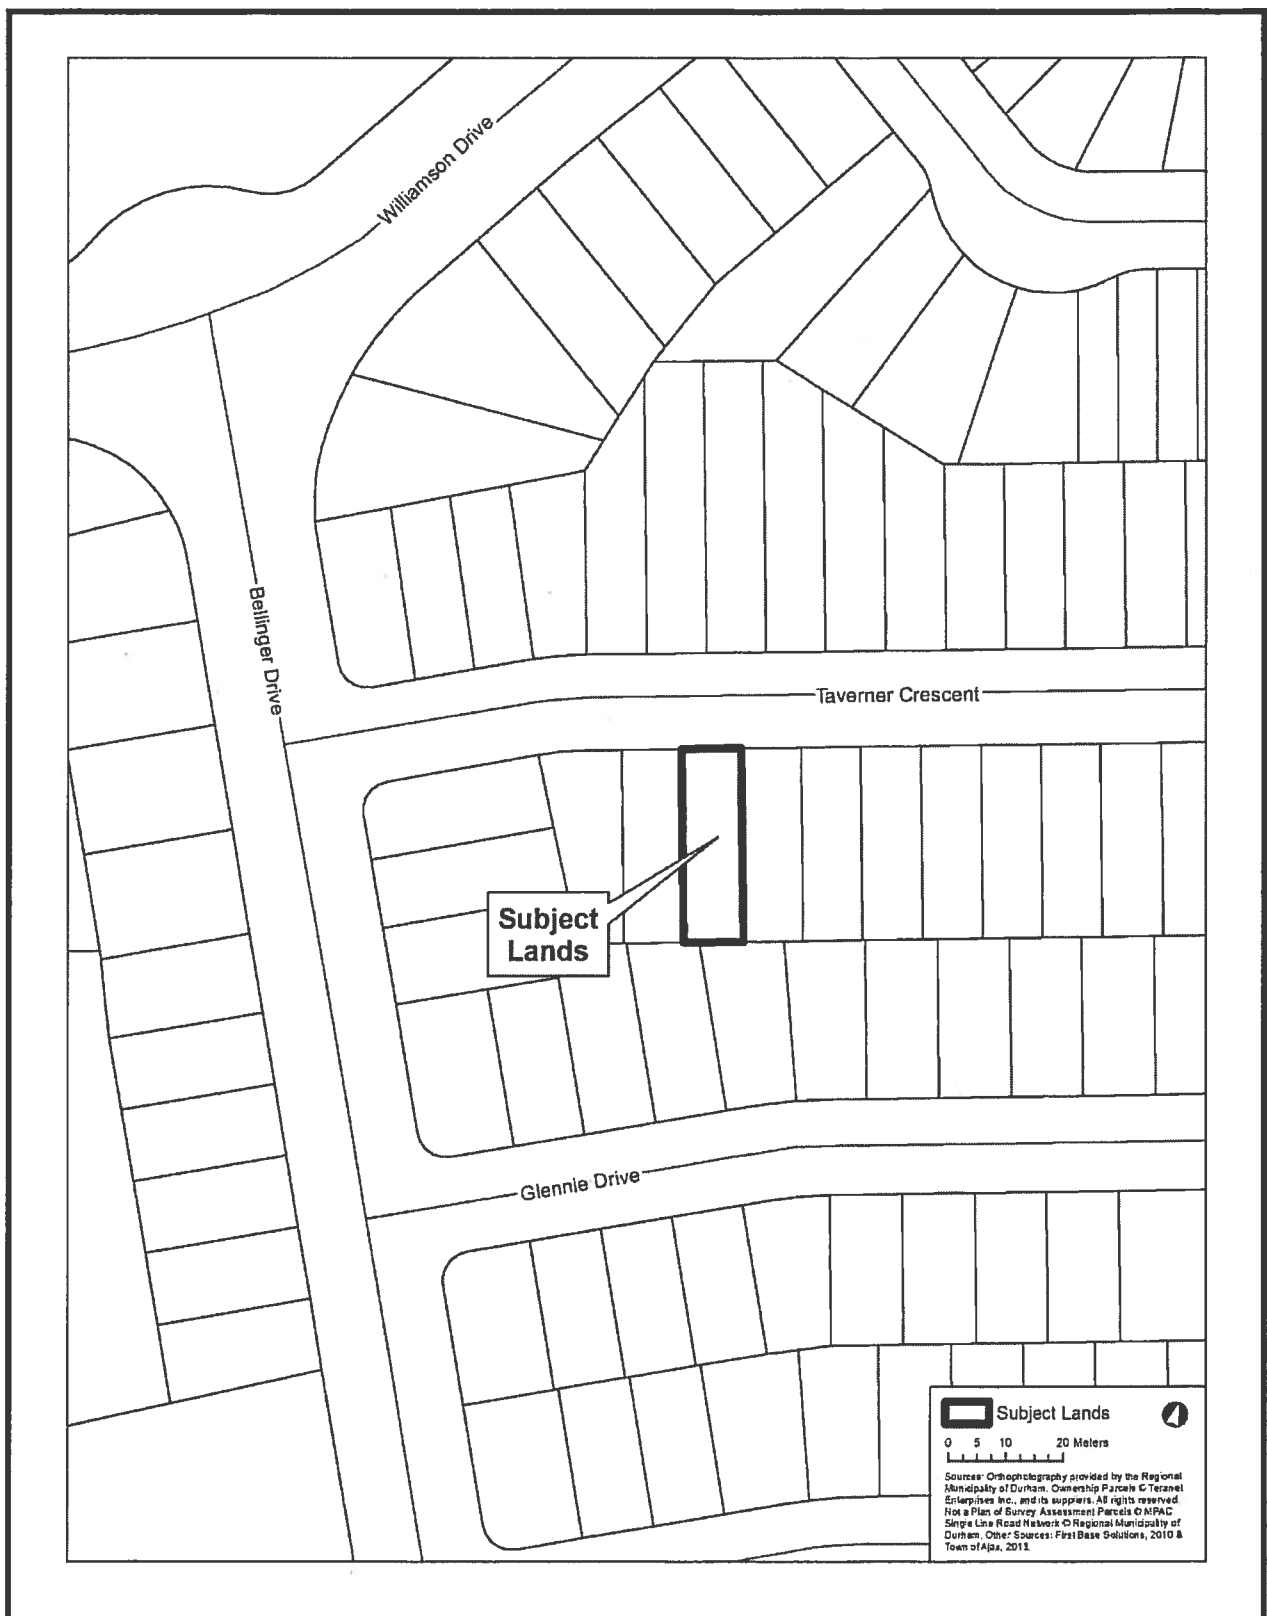 Williamson Drive
Bellinger Drive
Taverner Crescent
Subject
Lands
Glennie Drive
Subject Lands
0 5 10 20 Meters
Sources: Orthophotography provided by the Regional
Municipality of Durham. Ownership Parcels © Teranet
Enterprises Inc., and its suppliers. All rights reserved.
Not a Plan of Survey Assessment Parcels © MPAC
Single Line Road Network © Regional Municipality of
Durham, Other Sources: First Base Solutions, 2010 &
Town of Ajax, 2013.